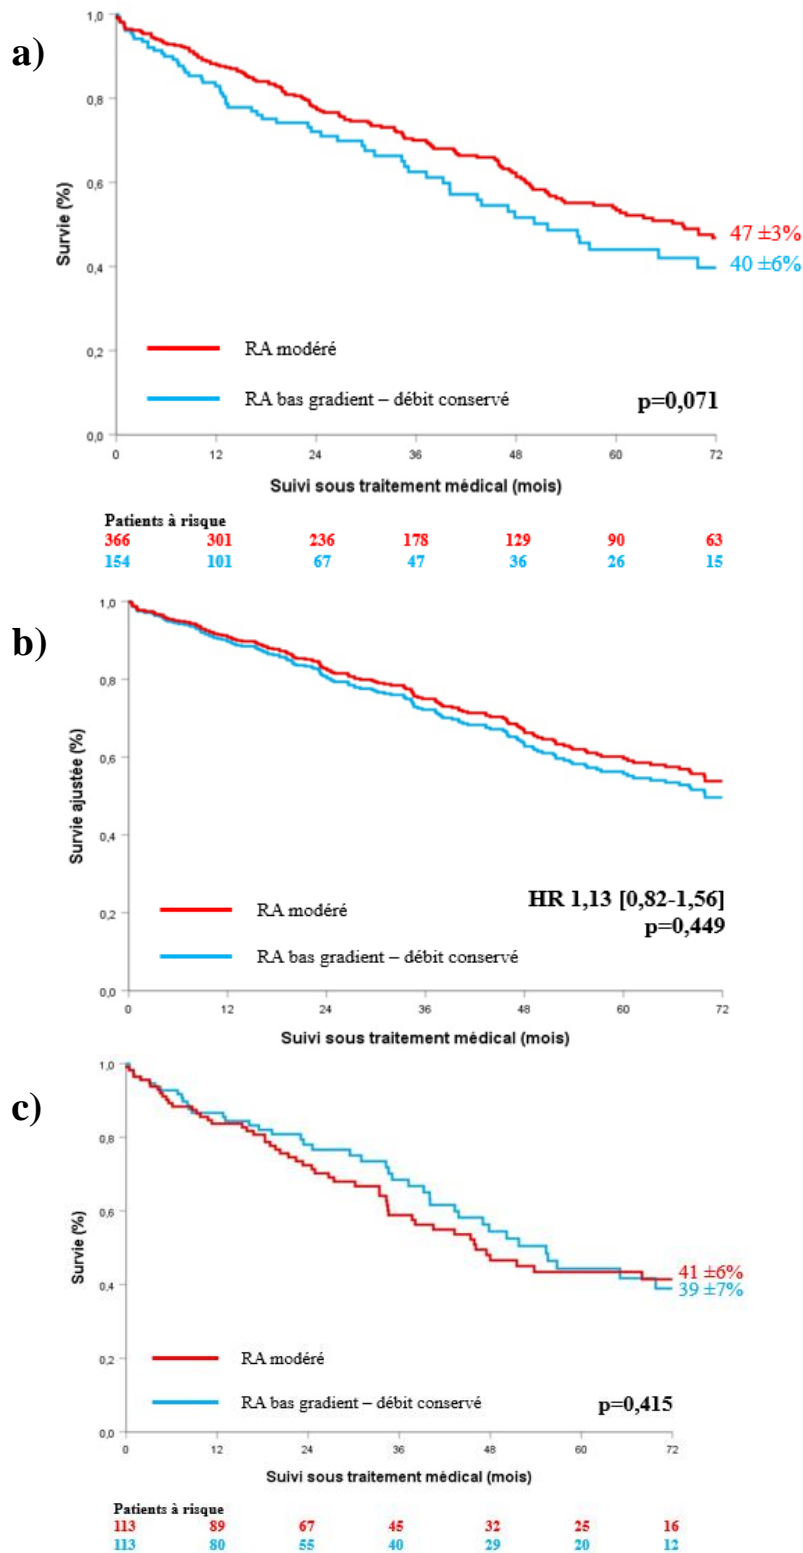 a)
1,0
0,8
0,6
0,4
0,2
0,0
Survie (%)
47 ±3%
40 ±6%
RA modéré
RA bas gradient – débit conservé
p=0,071
0 12 24 36 48 60 72
Suivi sous traitement médical (mois)
Patients à risque
366 301 236 178 129 90 63
154 101 67 47 36 26 15
b)
1,0
0,8
0,6
0,4
0,2
0,0
Survie ajustée (%)
HR 1,13 [0,82-1,56]
p=0,449
RA modéré
RA bas gradient – débit conservé
0 12 24 36 48 60 72
Suivi sous traitement médical (mois)
c)
1,0
0,8
0,6
0,4
0,2
0,0
Survie (%)
41 ±6%
39 ±7%
RA modéré
RA bas gradient – débit conservé
p=0,415
0 12 24 36 48 60 72
Suivi sous traitement médical (mois)
Patients à risque
113 89 67 45 32 25 16
113 80 55 40 29 20 12